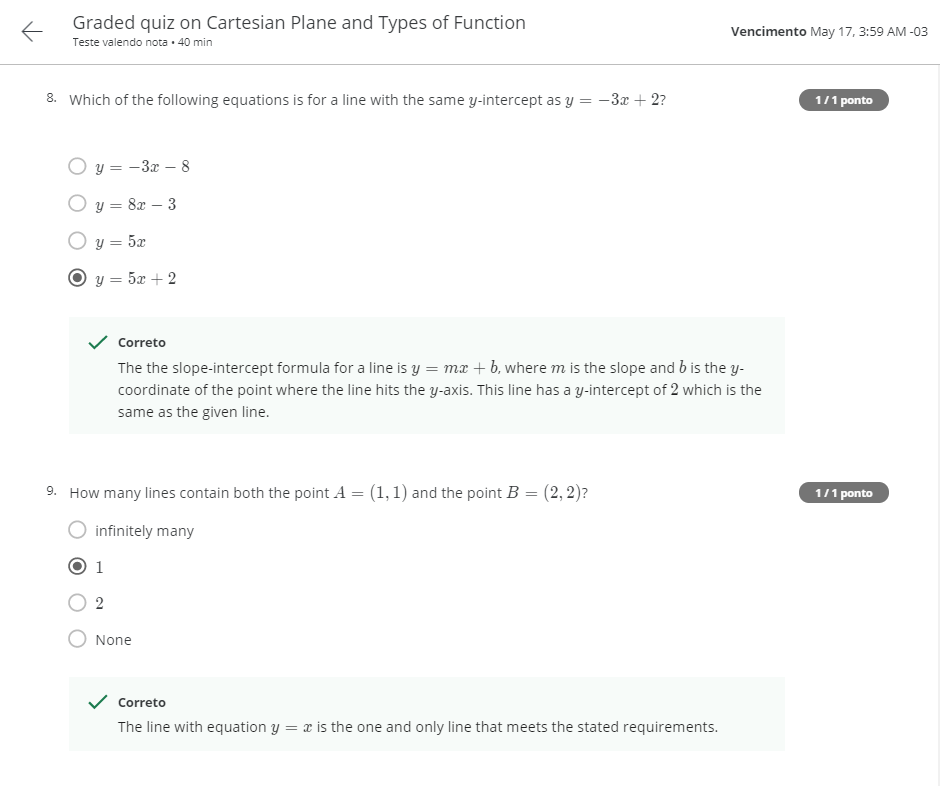 Graded quiz on Cartesian Plane and Types of Function
Teste valendo nota • 40 min
Vencimento May 17, 3:59 AM -03
8. Which of the following equations is for a line with the same y-intercept as y = −3x + 2?
1 / 1 ponto
y = −3x − 8
y = 8x − 3
y = 5x
y = 5x + 2
Correto
The the slope-intercept formula for a line is y = mx + b, where m is the slope and b is the y-
coordinate of the point where the line hits the y-axis. This line has a y-intercept of 2 which is the
same as the given line.
9. How many lines contain both the point A = (1, 1) and the point B = (2, 2)?
1 / 1 ponto
infinitely many
1
2
None
Correto
The line with equation y = x is the one and only line that meets the stated requirements.